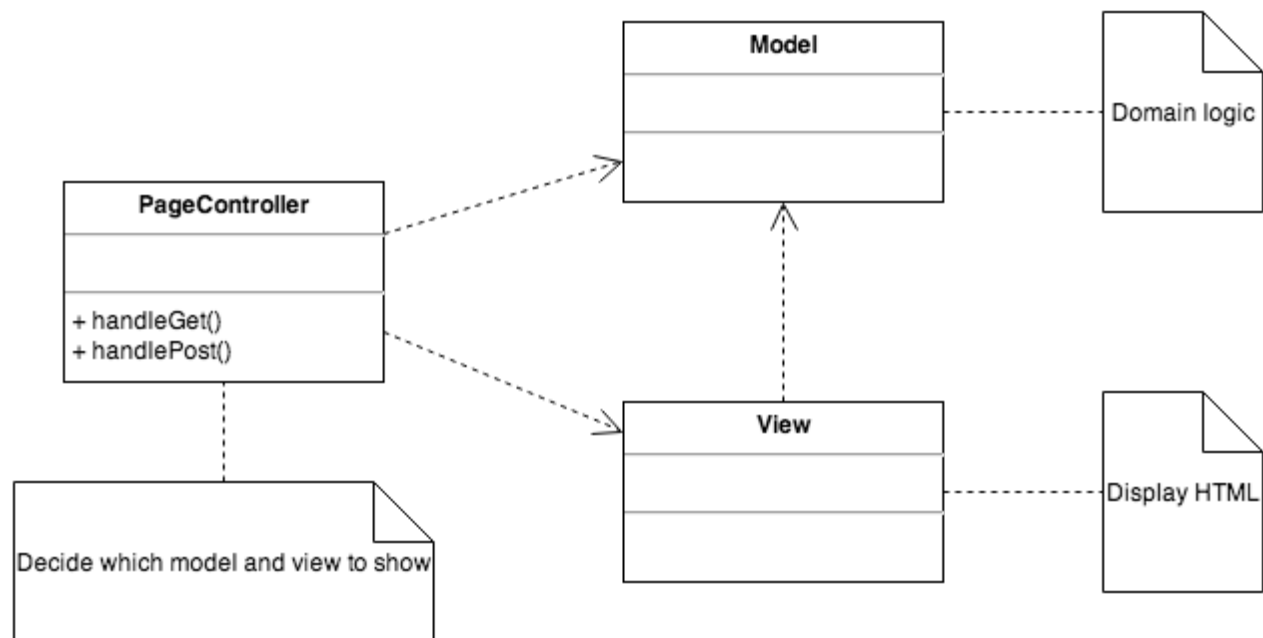 Model
Domain logic
PageController
+ handleGet()
+ handlePost()
View
Display HTML
Decide which model and view to show